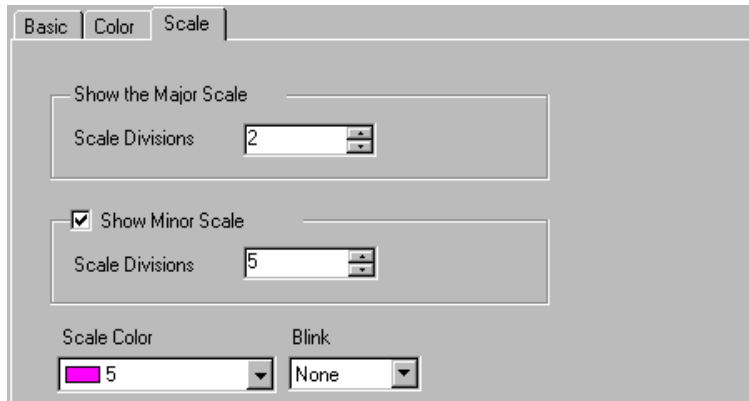 Basic Color Scale
Show the Major Scale
Scale Divisions 2
Show Minor Scale
Scale Divisions 5
Scale Color Blink
5 None